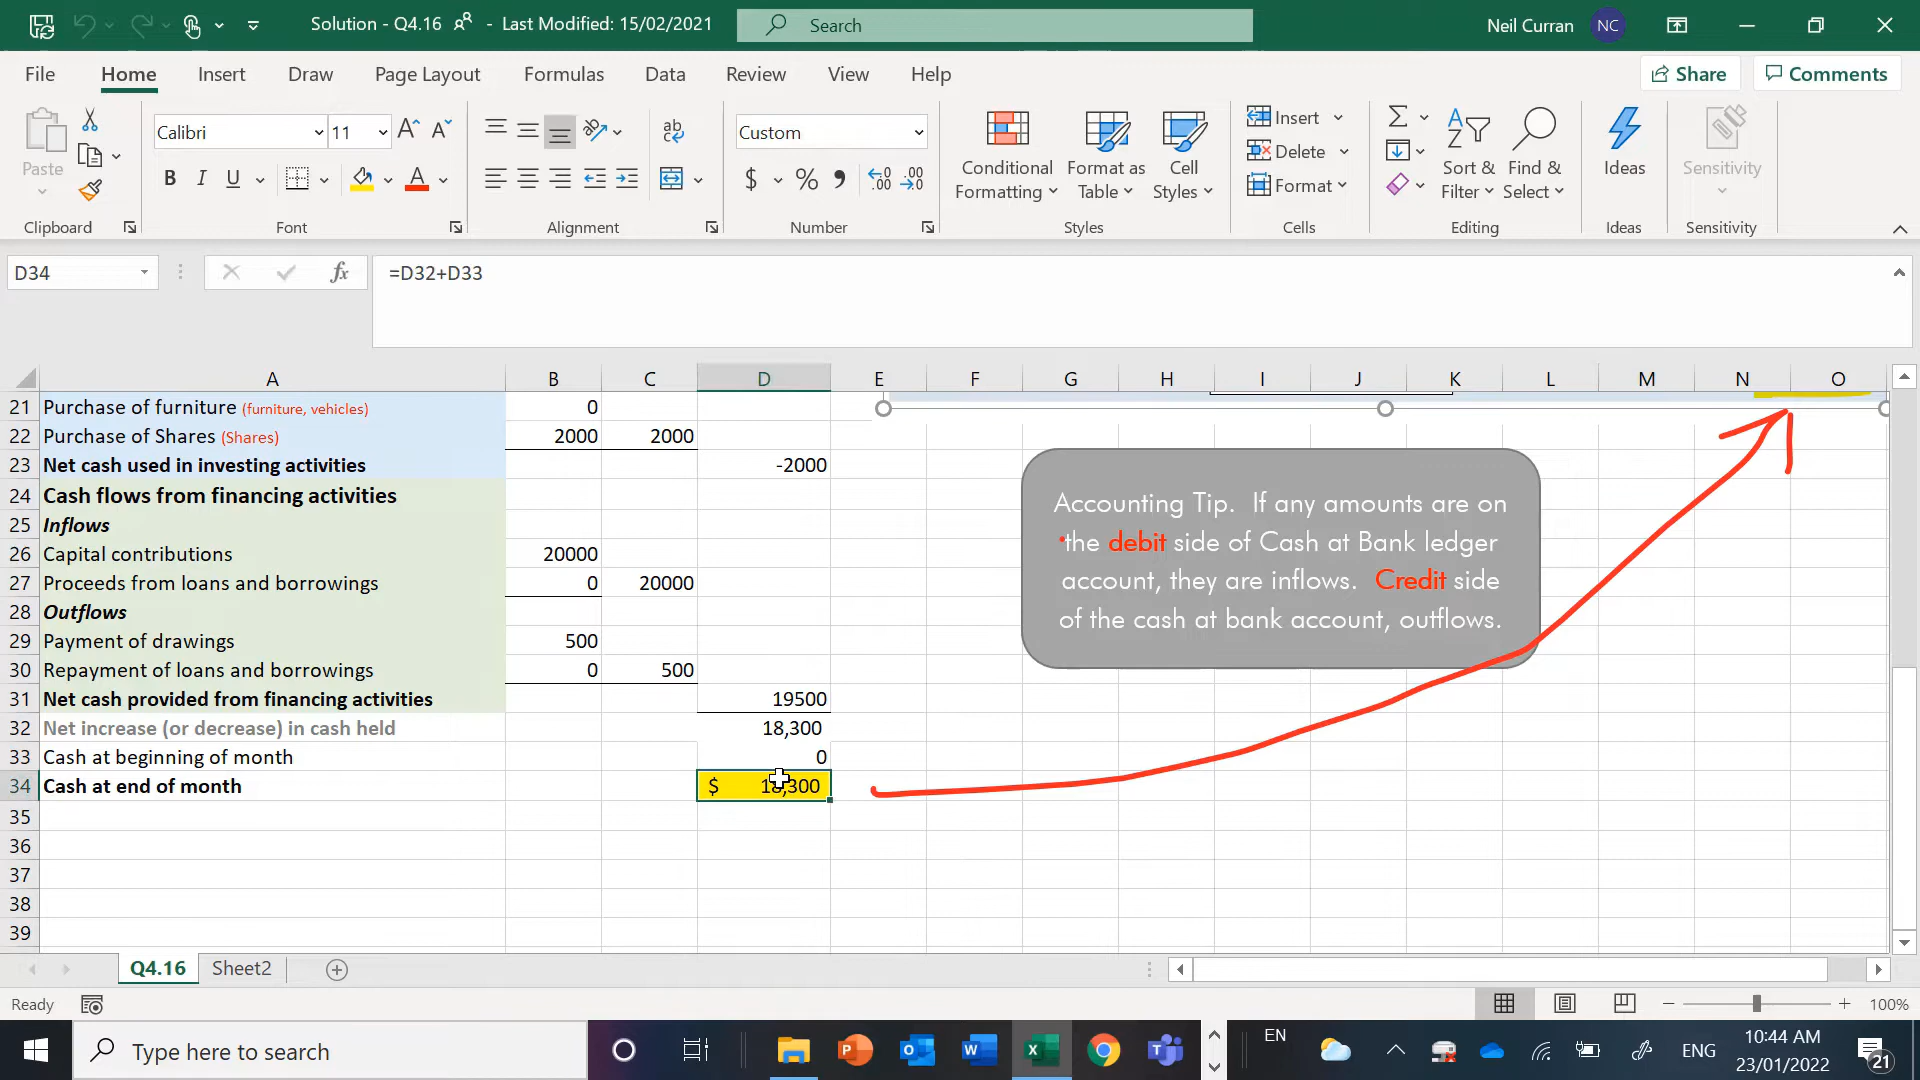 Solution - Q4.16 - Last Modified: 15/02/2021
Search
Neil Curran NC
File Home Insert Draw Page Layout Formulas Data Review View Help
Share Comments
Paste
Clipboard
Calibri 11
B I U
Font
Alignment
Custom
$ % 9
Number
Conditional Formatting
Format as Table
Cell Styles
Styles
Insert
Delete
Format
Cells
Sort & Filter
Find & Select
Editing
Ideas
Ideas
Sensitivity
Sensitivity
D34 fx =D32+D33
A B C D E F G H I J K L M N O
21 Purchase of furniture (furniture, vehicles) 0
22 Purchase of Shares (Shares) 2000 2000
23 Net cash used in investing activities -2000
24 Cash flows from financing activities
25 Inflows
26 Capital contributions 20000
27 Proceeds from loans and borrowings 0 20000
28 Outflows
29 Payment of drawings 500
30 Repayment of loans and borrowings 0 500
31 Net cash provided from financing activities 19500
32 Net increase (or decrease) in cash held 18,300
33 Cash at beginning of month 0
34 Cash at end of month $ 18,300
35
36
37
38
39
Accounting Tip. If any amounts are on
the debit side of Cash at Bank ledger
account, they are inflows. Credit side
of the cash at bank account, outflows.
Q4.16 Sheet2
Ready
100%
Type here to search
EN
ENG
10:44 AM
23/01/2022
21